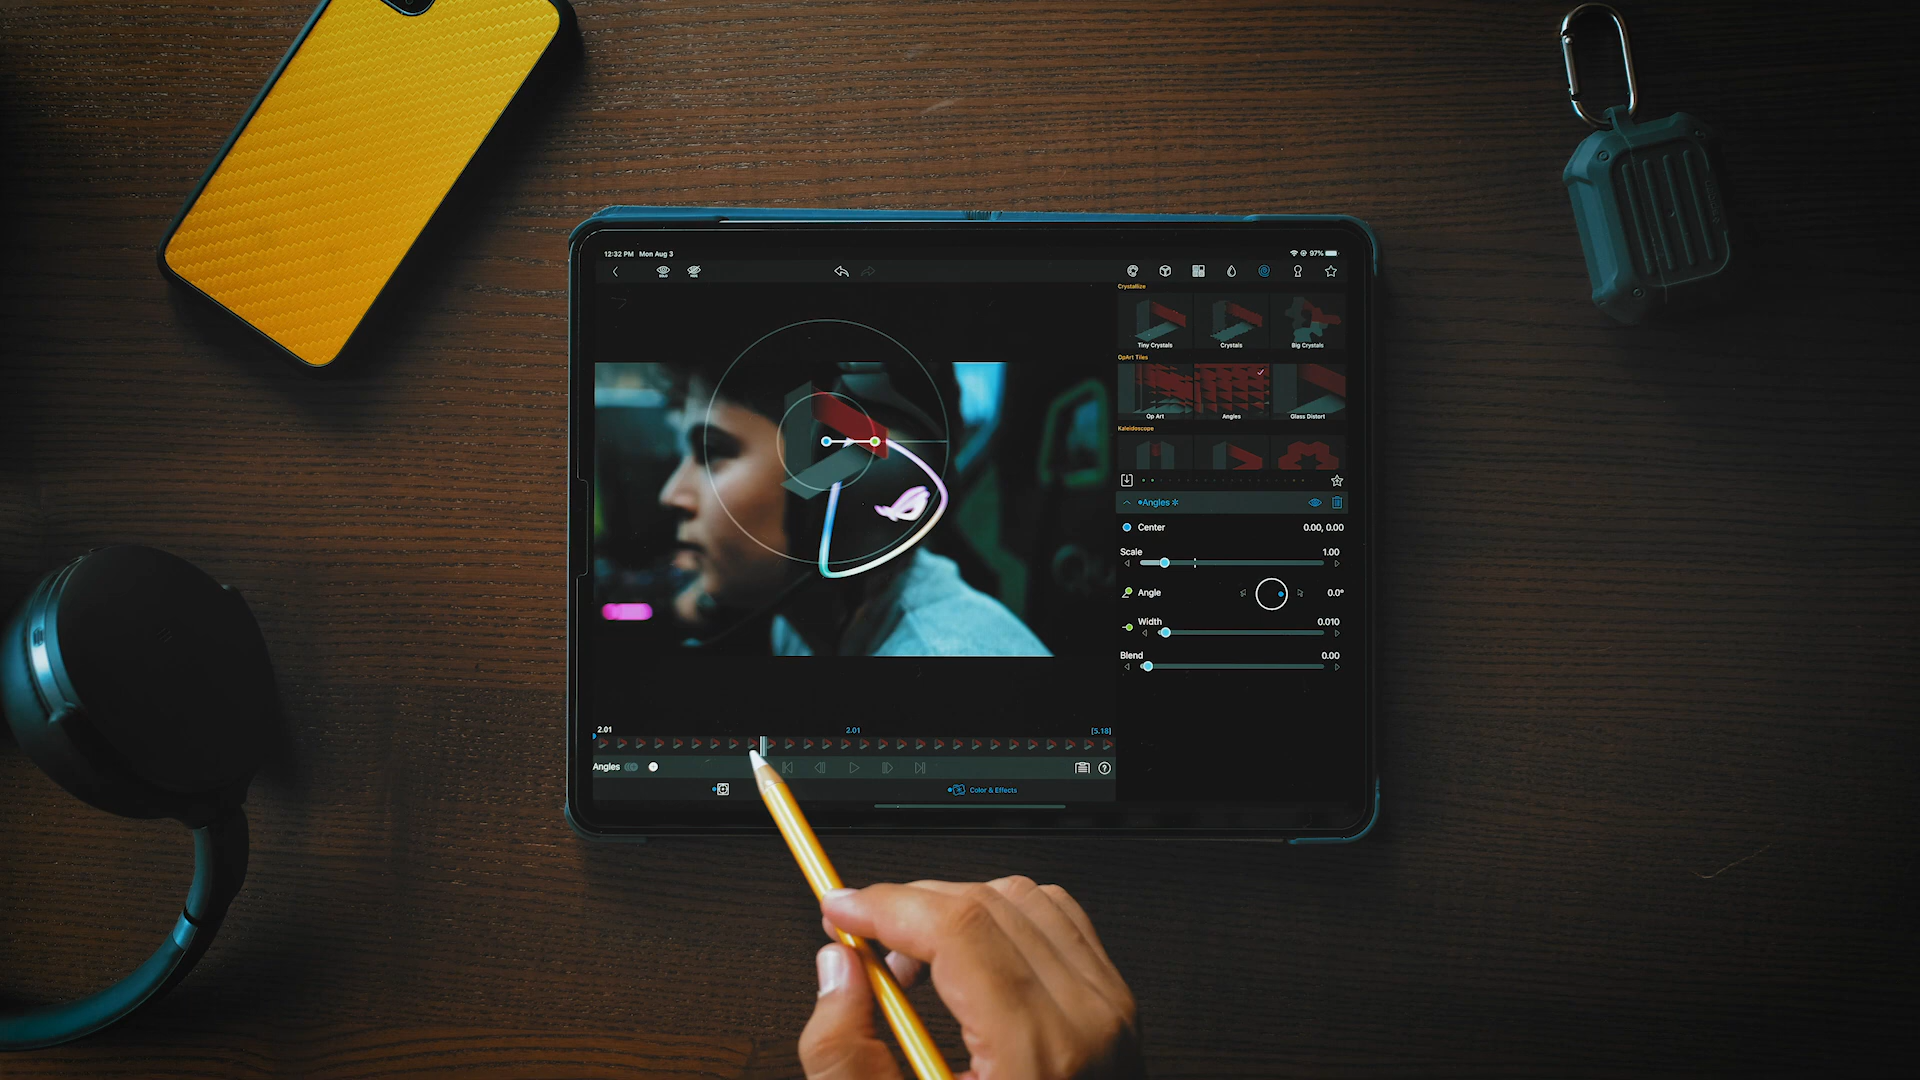 12:32 PM Mon Aug 3
97%
SOLO
HIDE
Crystallize
Tiny Crystals
Crystals
Big Crystals
OpArt Tiles
Op Art
Angles
Glass Distort
Kaleidoscope
Angles
Center
0.00, 0.00
Scale
1.00
Angle
0.0°
Width
0.010
Blend
0.00
2.01
2.01
[5.18]
Angles
Color & Effects